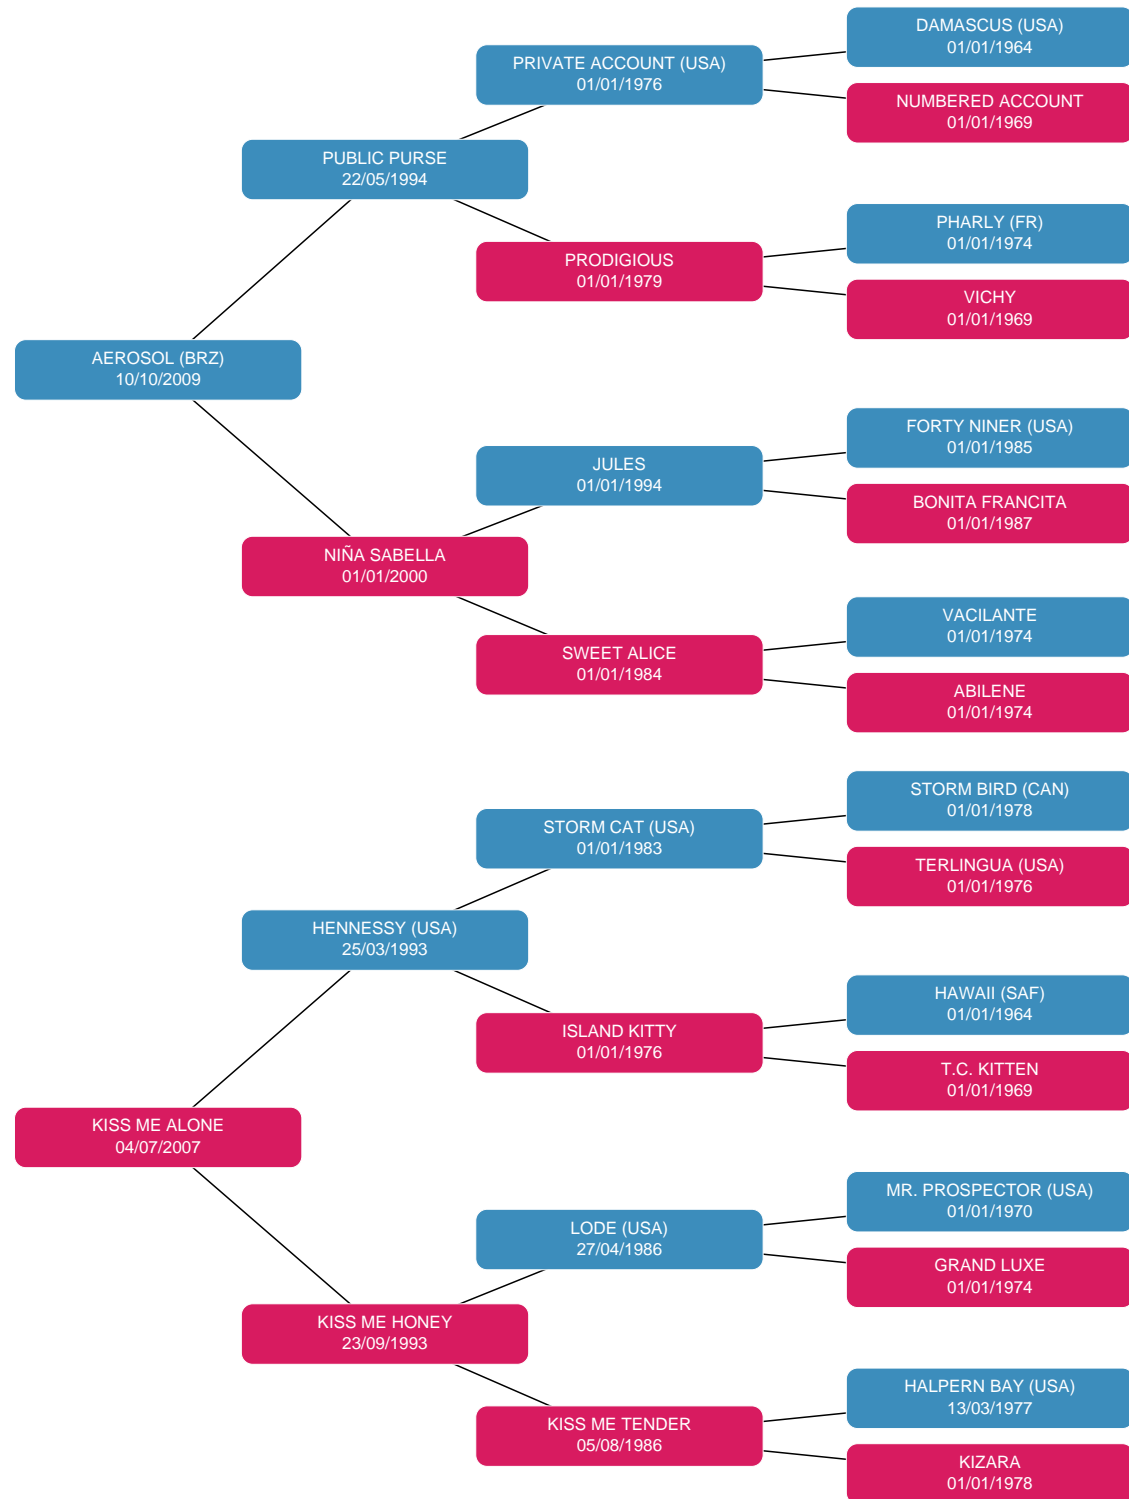 DAMASCUS (USA)
01/01/1964
PRIVATE ACCOUNT (USA)
01/01/1976
NUMBERED ACCOUNT
01/01/1969
PUBLIC PURSE
22/05/1994
PHARLY (FR)
01/01/1974
PRODIGIOUS
01/01/1979
VICHY
01/01/1969
AEROSOL (BRZ)
10/10/2009
FORTY NINER (USA)
01/01/1985
JULES
01/01/1994
BONITA FRANCITA
01/01/1987
NIÑA SABELLA
01/01/2000
VACILANTE
01/01/1974
SWEET ALICE
01/01/1984
ABILENE
01/01/1974
STORM BIRD (CAN)
01/01/1978
STORM CAT (USA)
01/01/1983
TERLINGUA (USA)
01/01/1976
HENNESSY (USA)
25/03/1993
HAWAII (SAF)
01/01/1964
ISLAND KITTY
01/01/1976
T.C. KITTEN
01/01/1969
KISS ME ALONE
04/07/2007
MR. PROSPECTOR (USA)
01/01/1970
LODE (USA)
27/04/1986
GRAND LUXE
01/01/1974
KISS ME HONEY
23/09/1993
HALPERN BAY (USA)
13/03/1977
KISS ME TENDER
05/08/1986
KIZARA
01/01/1978